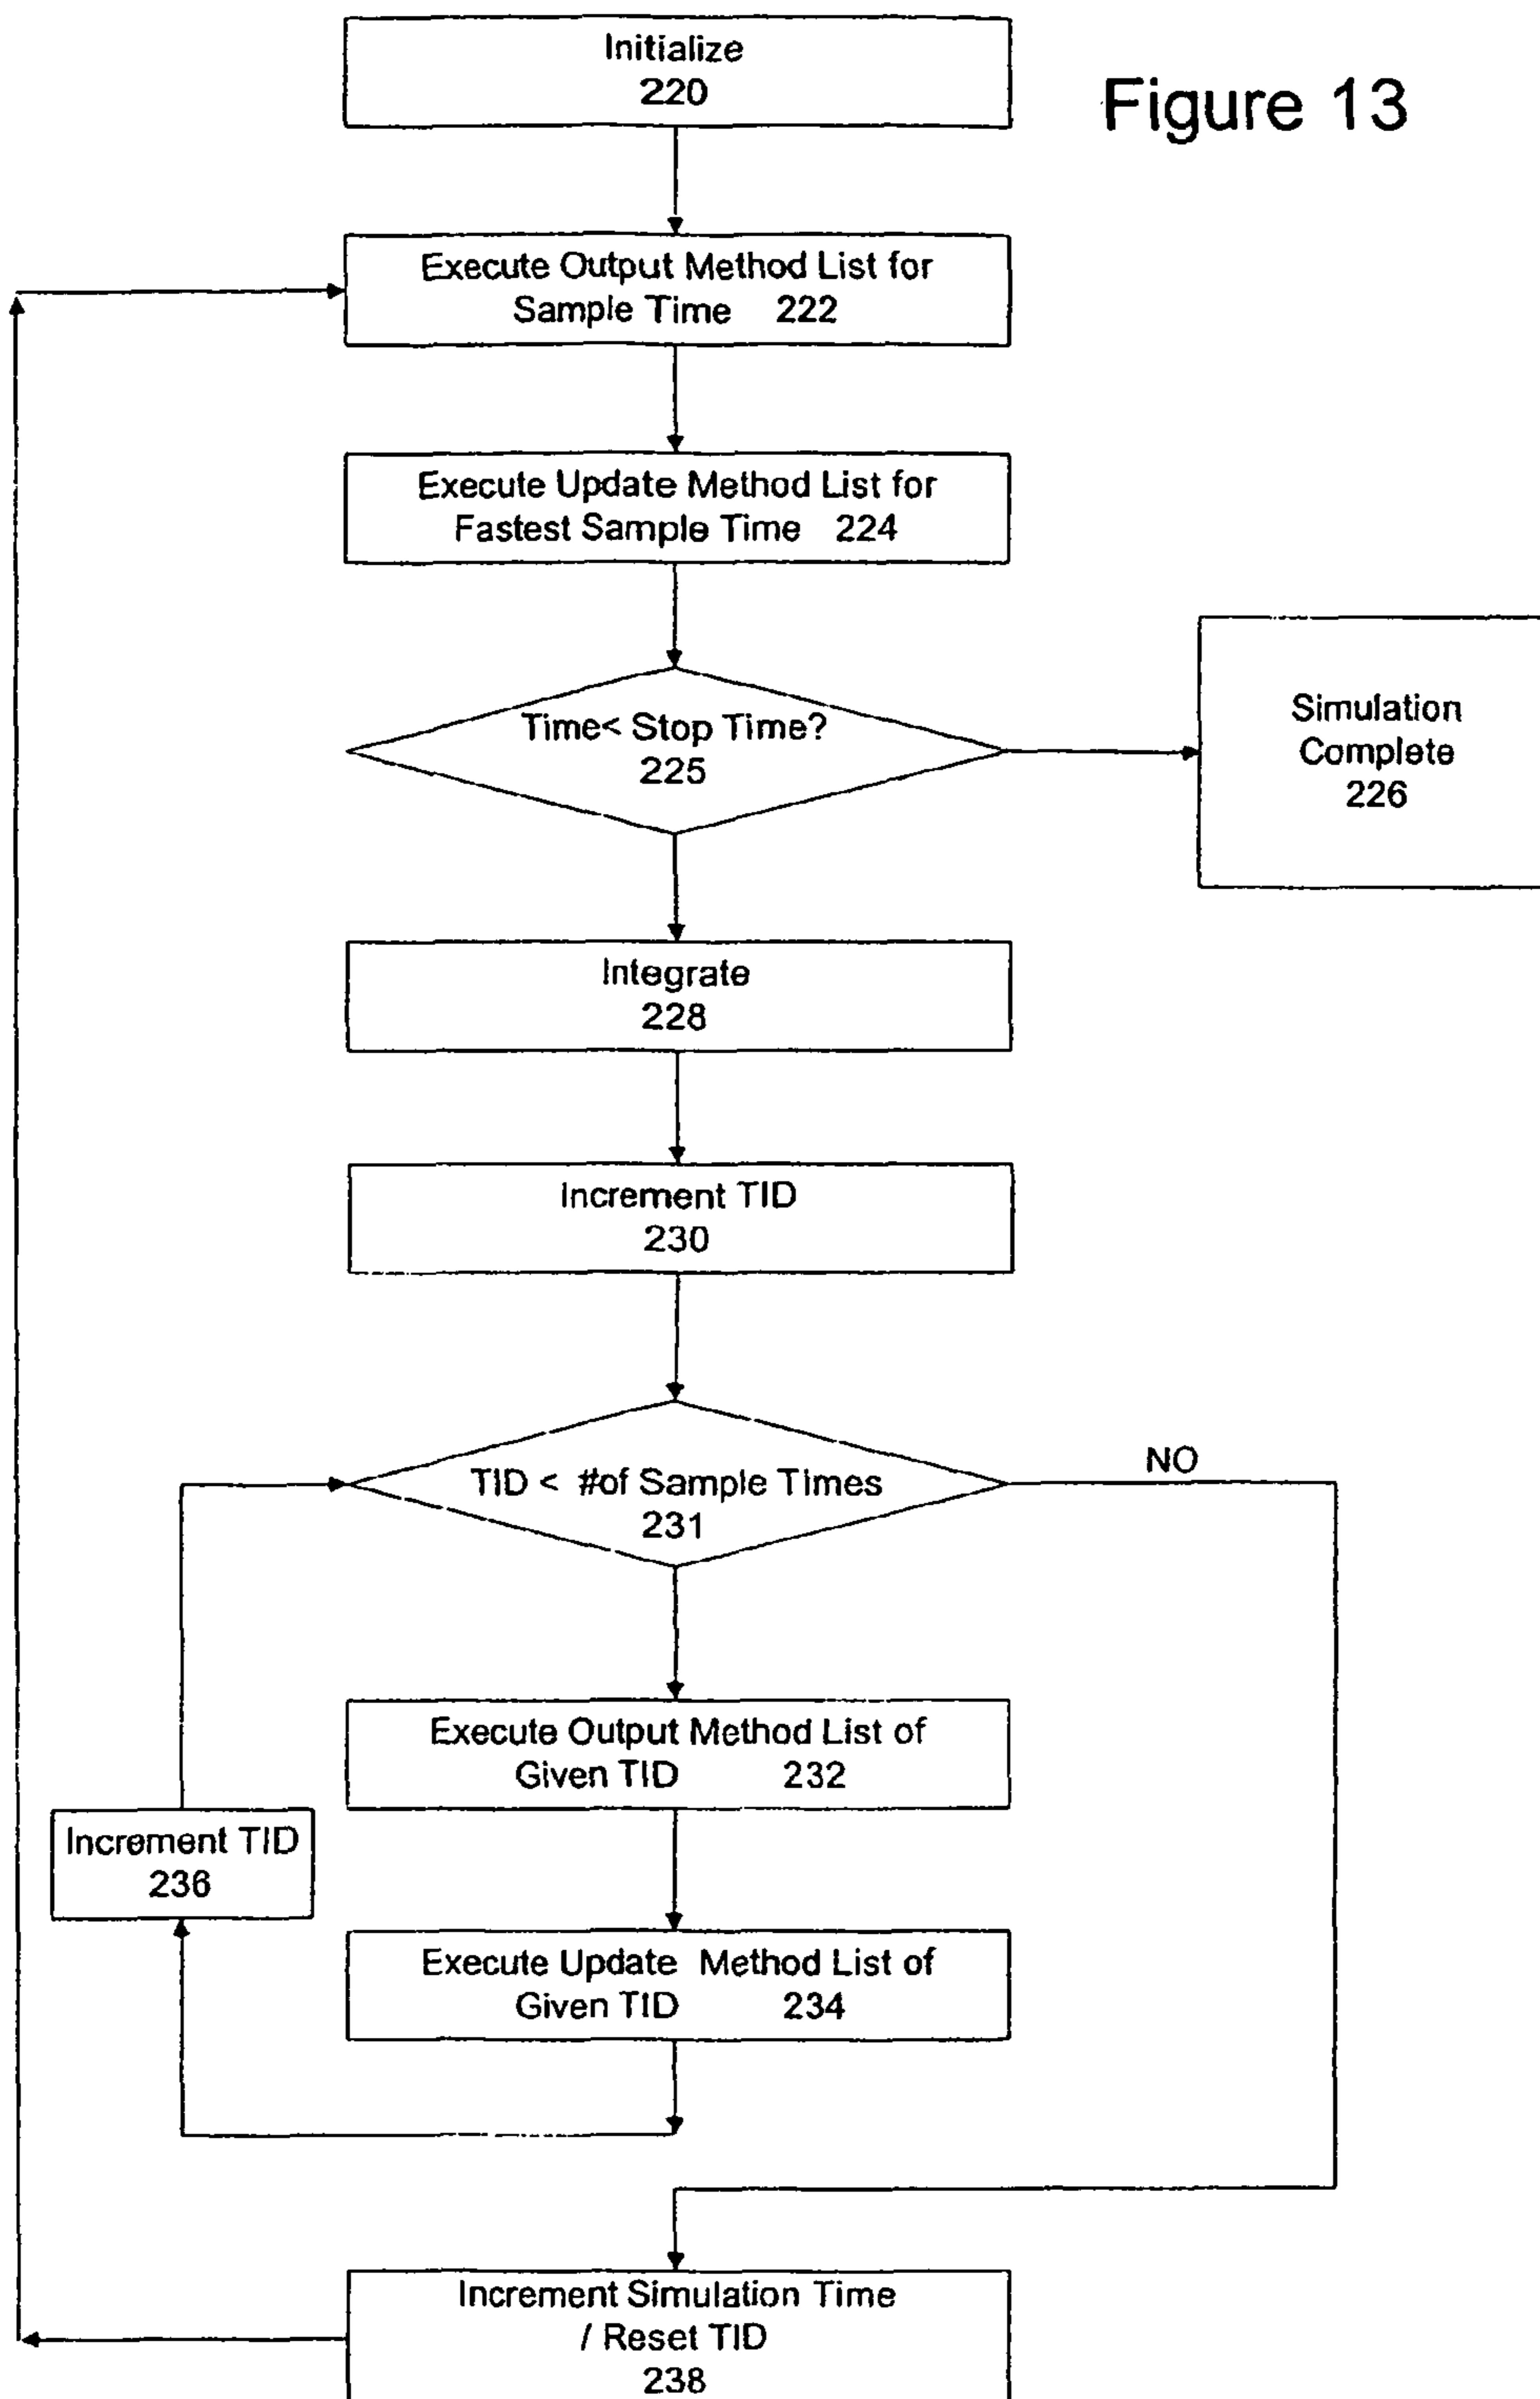 Figure 13
Initialize
220
Execute Output Method List for
Sample Time 222
Execute Update Method List for
Fastest Sample Time 224
Time< Stop Time?
225
Simulation
Complete
226
Integrate
228
Increment TID
230
TID < #of Sample Times
231
NO
Execute Output Method List of
Given TID 232
Increment TID
236
Execute Update Method List of
Given TID 234
Increment Simulation Time
/ Reset TID
238